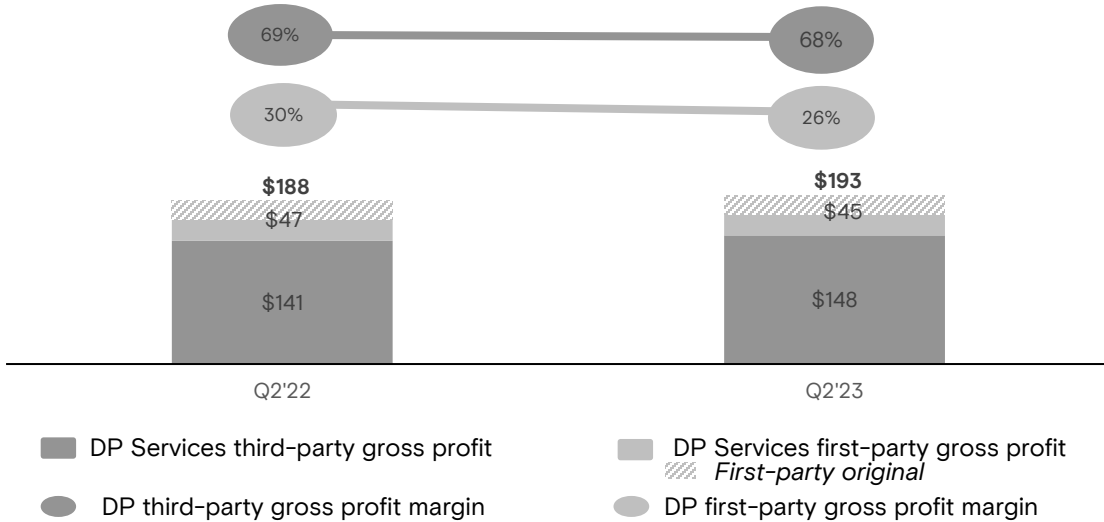 69%
68%
30%
26%
$188
$193
$47
$45
$141
$148
Q2'22
Q2'23
DP Services third-party gross profit
DP Services first-party gross profit
First-party original
DP third-party gross profit margin
DP first-party gross profit margin